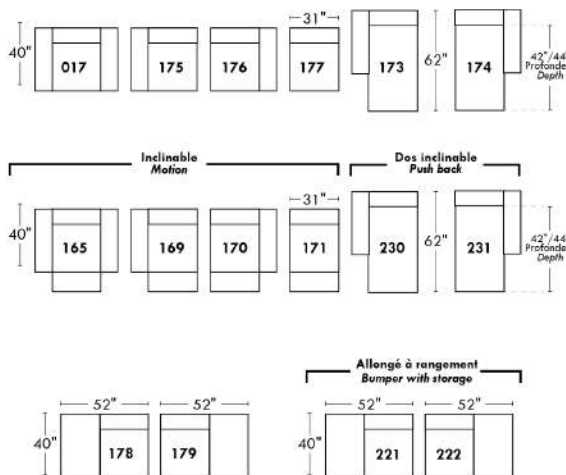 31"
40" 017 175 176 177 173 62" 174 42"/44
Profonde
Depth
Inclinable
Motion
Dos inclinable
Push back
31"
40" 165 169 170 171 230 62" 231 42"/44
Profonde
Depth
Allongé à rangement
Bumper with storage
52" 52" 52" 52"
40" 178 179 40" 221 222